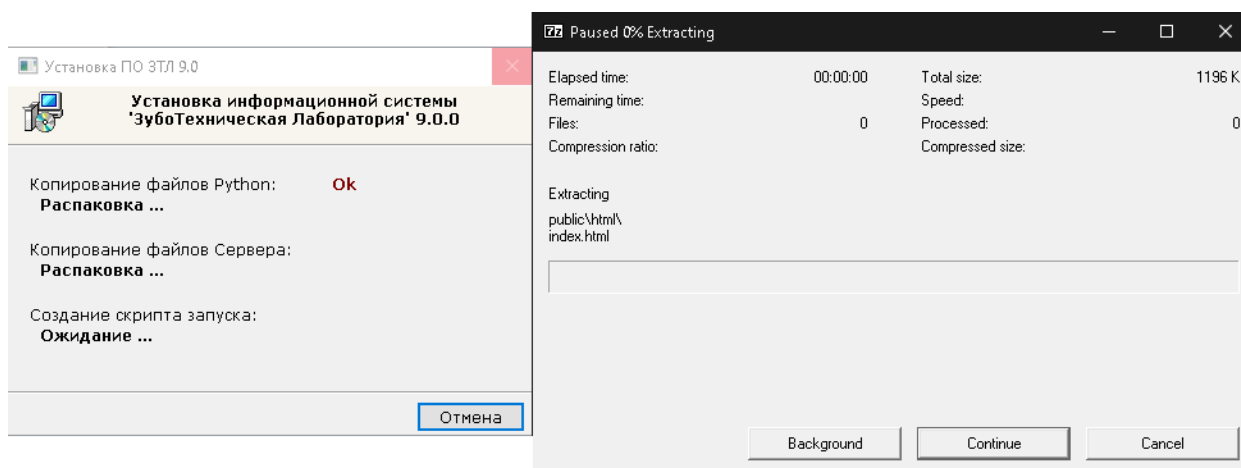 Установка ПО ЗТЛ 9.0
Установка информационной системы
'ЗубоТехническая Лаборатория' 9.0.0
Копирование файлов Python: Ok
Распаковка ...
Копирование файлов Сервера:
Распаковка ...
Создание скрипта запуска:
Ожидание ...
Отмена
7z Paused 0% Extracting
Elapsed time: 00:00:00 Total size: 1196 K
Remaining time: Speed:
Files: 0 Processed: 0
Compression ratio: Compressed size:
Extracting
public\html\
index.html
Background Continue Cancel